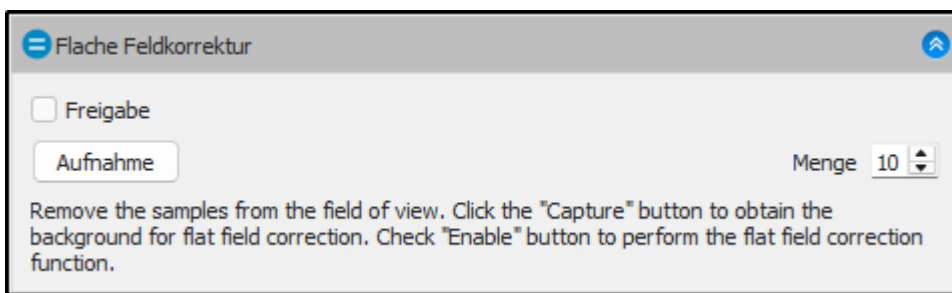 Flache Feldkorrektur
Freigabe
Aufnahme Menge 10
Remove the samples from the field of view. Click the "Capture" button to obtain the
background for flat field correction. Check "Enable" button to perform the flat field correction
function.